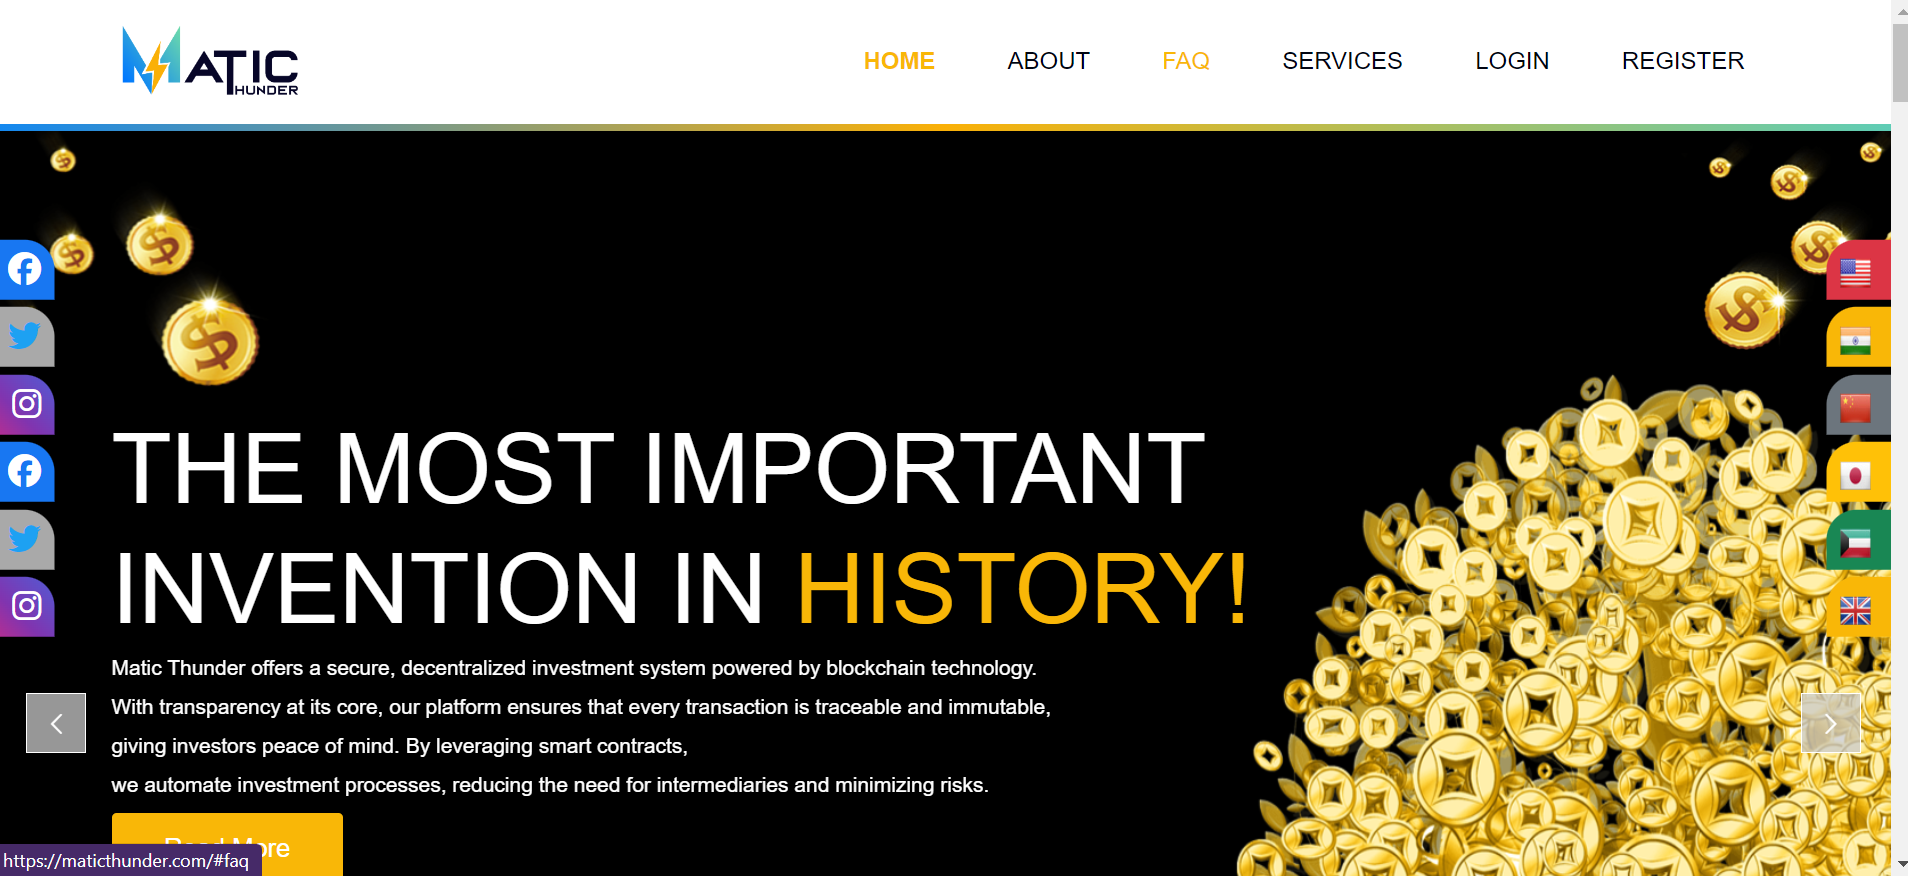 MATIC
THUNDER
HOME
ABOUT
FAQ
SERVICES
LOGIN
REGISTER
THE MOST IMPORTANT
INVENTION IN HISTORY!
Matic Thunder offers a secure, decentralized investment system powered by blockchain technology.
With transparency at its core, our platform ensures that every transaction is traceable and immutable,
giving investors peace of mind. By leveraging smart contracts,
we automate investment processes, reducing the need for intermediaries and minimizing risks.
Read More
https://maticthunder.com/#faq